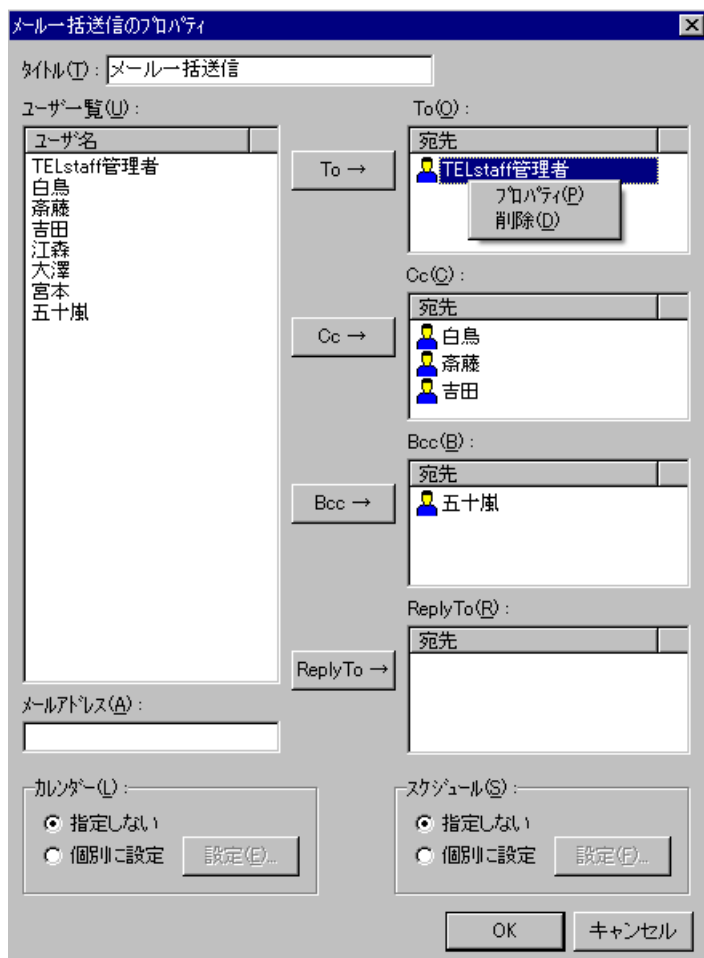 メール一括送信のプロパティ
タイトル(T)：メール一括送信
ユーザ一覧(U)：
ユーザ名
TELstaff管理者
白鳥
斎藤
吉田
江森
大澤
宮本
五十嵐
メールアドレス(A)：
To →
Cc →
Bcc →
ReplyTo →
To(O)：
宛先
TELstaff管理者
プロパティ(P)
削除(D)
Cc(C)：
宛先
白鳥
斎藤
吉田
Bcc(B)：
宛先
五十嵐
ReplyTo(R)：
宛先
カレンダー(L)：
指定しない
個別に設定 設定(E)...
スケジュール(S)：
指定しない
個別に設定 設定(F)...
OK キャンセル